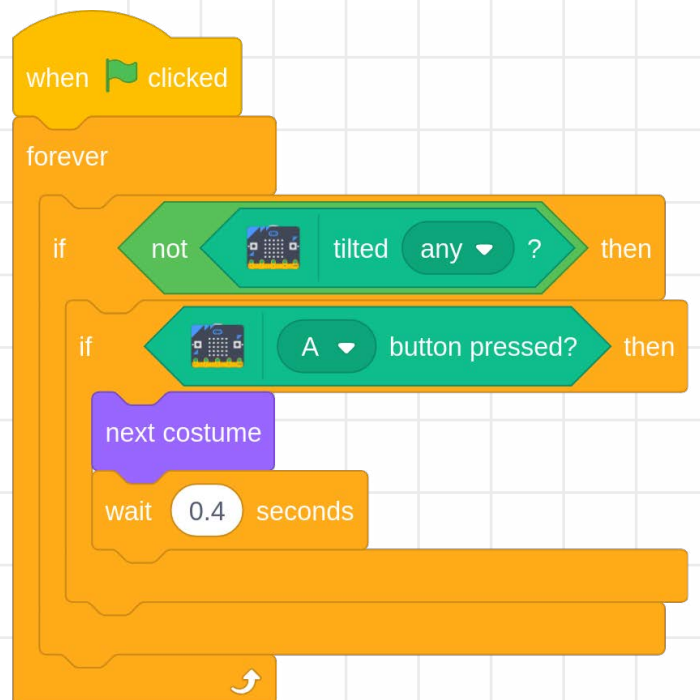 when clicked
forever
if not tilted any ? then
if A button pressed? then
next costume
wait 0.4 seconds